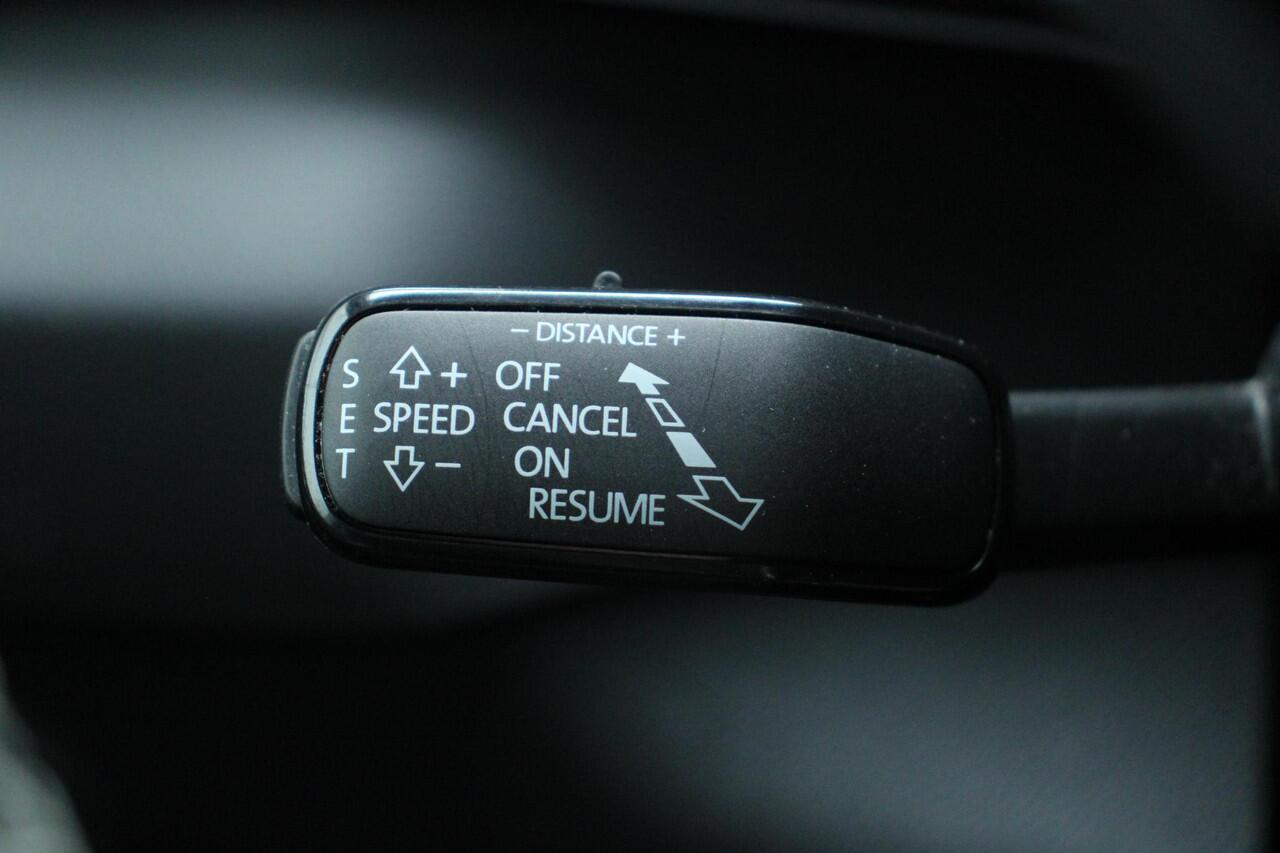 − DISTANCE +
S + OFF
E SPEED CANCEL
T − ON
RESUME